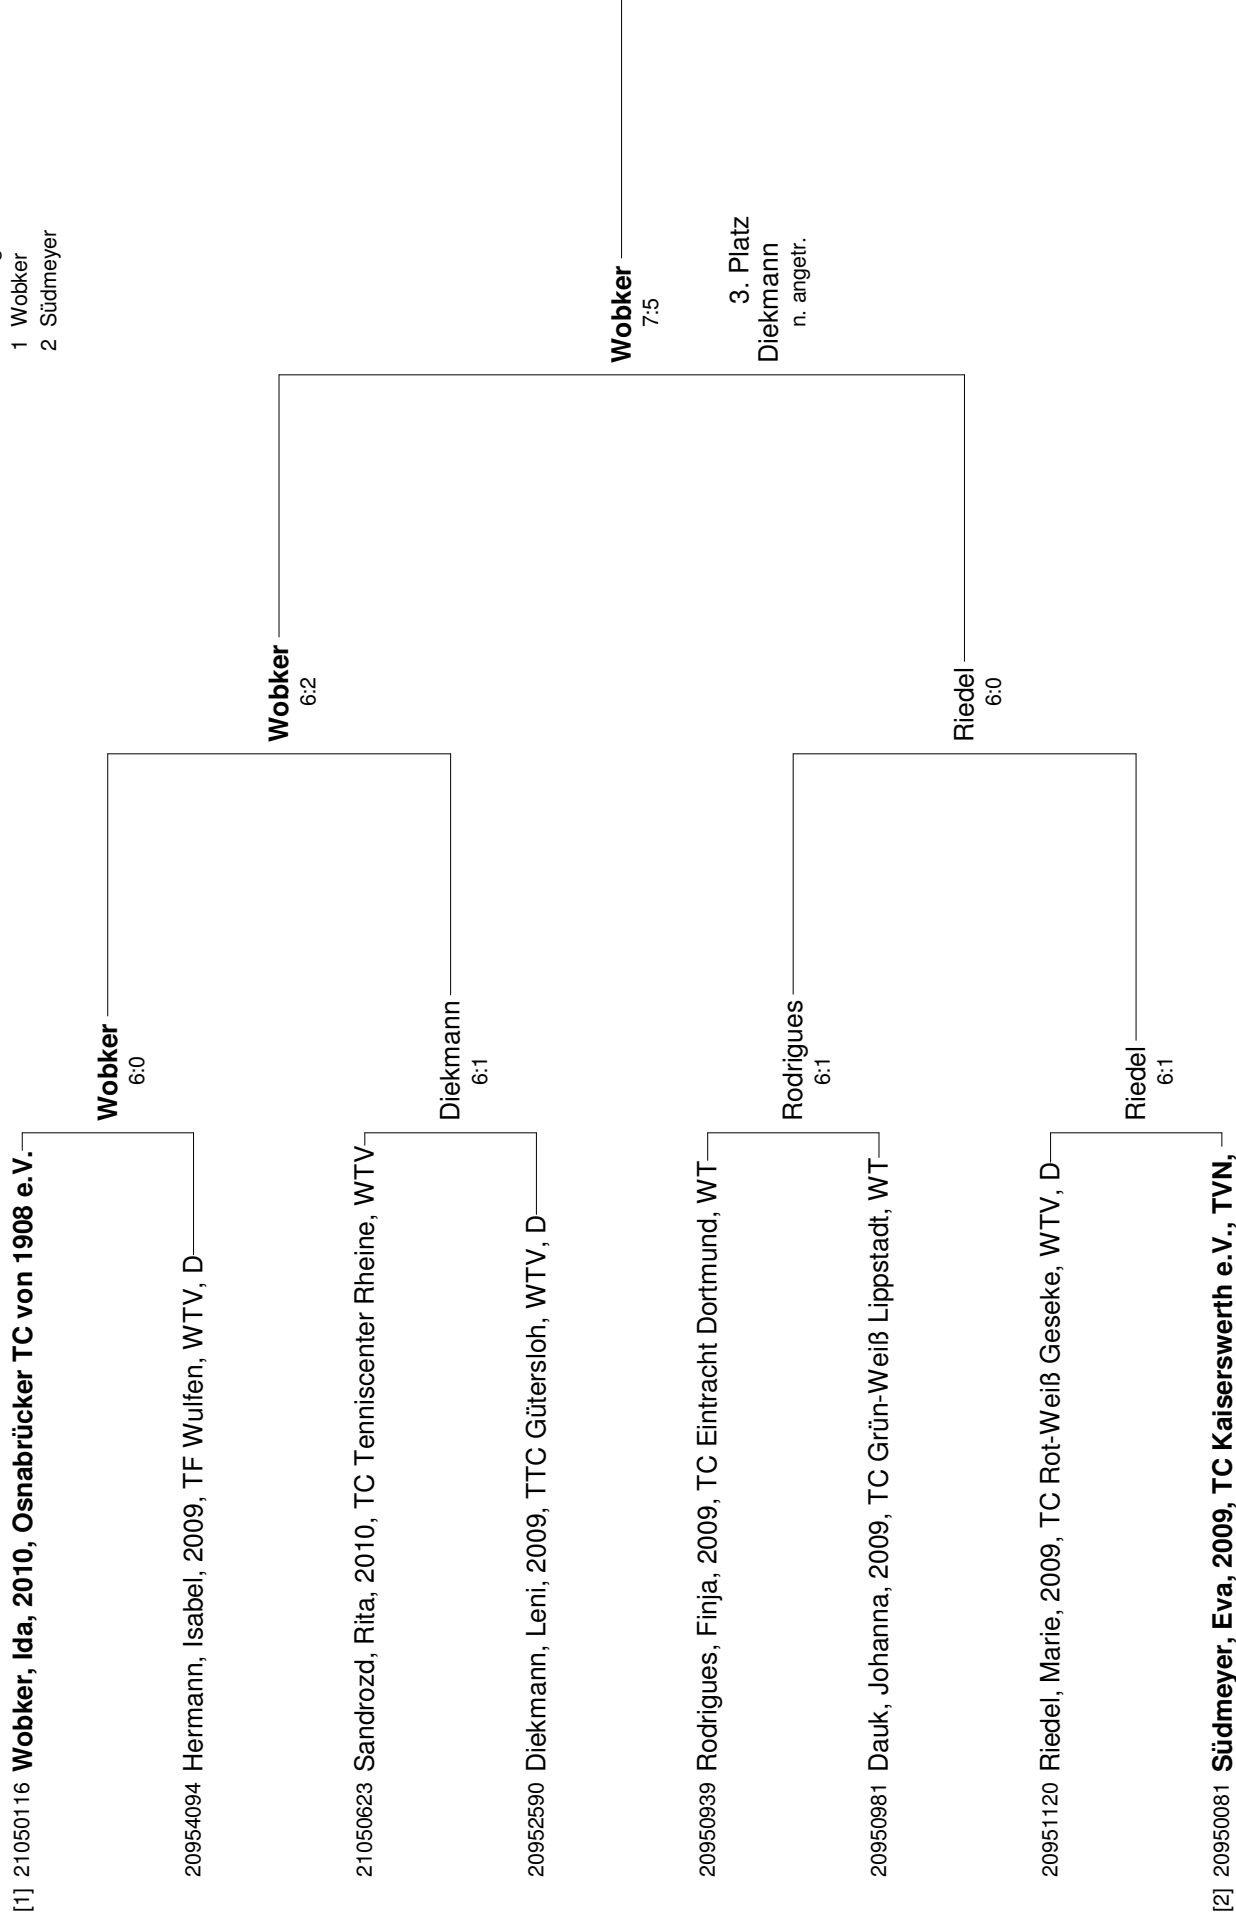 1 Wobker
2 Südmeyer
[1] 21050116 Wobker, Ida, 2010, Osnabrücker TC von 1908 e.V.
20954094 Hermann, Isabel, 2009, TF Wulfen, WTV, D
21050623 Sandrozd, Rita, 2010, TC Tenniscenter Rheine, WTV
20952590 Diekmann, Leni, 2009, TTC Gütersloh, WTV, D
20950939 Rodrigues, Finja, 2009, TC Eintracht Dortmund, WT
20950981 Dauk, Johanna, 2009, TC Grün-Weiß Lippstadt, WT
20951120 Riedel, Marie, 2009, TC Rot-Weiß Geseke, WTV, D
[2] 20950081 Südmeyer, Eva, 2009, TC Kaiserswerth e.V., TVN,
Wobker
6:0
Diekmann
6:1
Rodrigues
6:1
Riedel
6:1
Wobker
6:2
Riedel
6:0
Wobker
7:5
3. Platz
Diekmann
n. angetr.